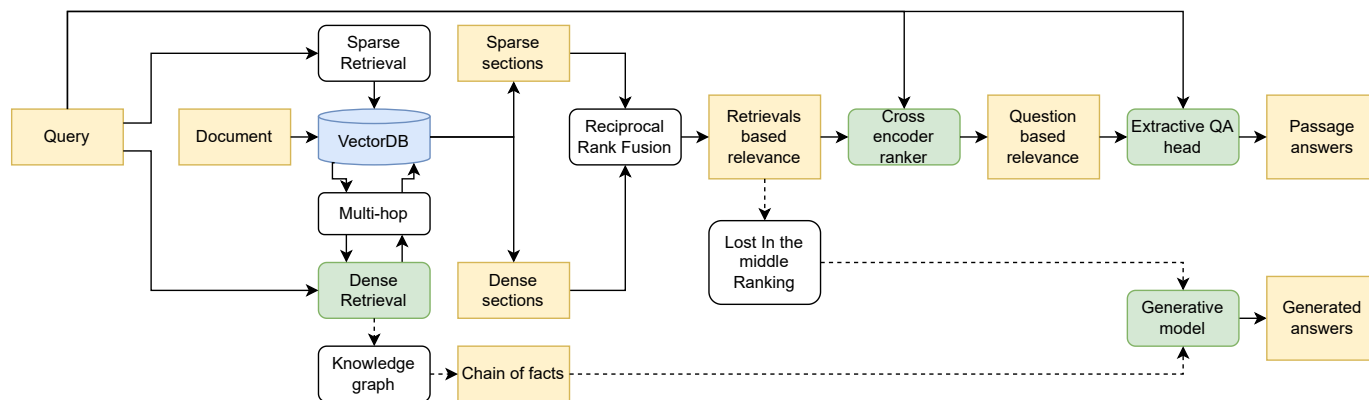 Query
Document
Sparse
Retrieval
VectorDB
Multi-hop
Dense
Retrieval
Knowledge
graph
Sparse
sections
Dense
sections
Chain of facts
Reciprocal
Rank Fusion
Retrievals
based
relevance
Lost In the
middle
Ranking
Cross
encoder
ranker
Question
based
relevance
Extractive QA
head
Passage
answers
Generative
model
Generated
answers